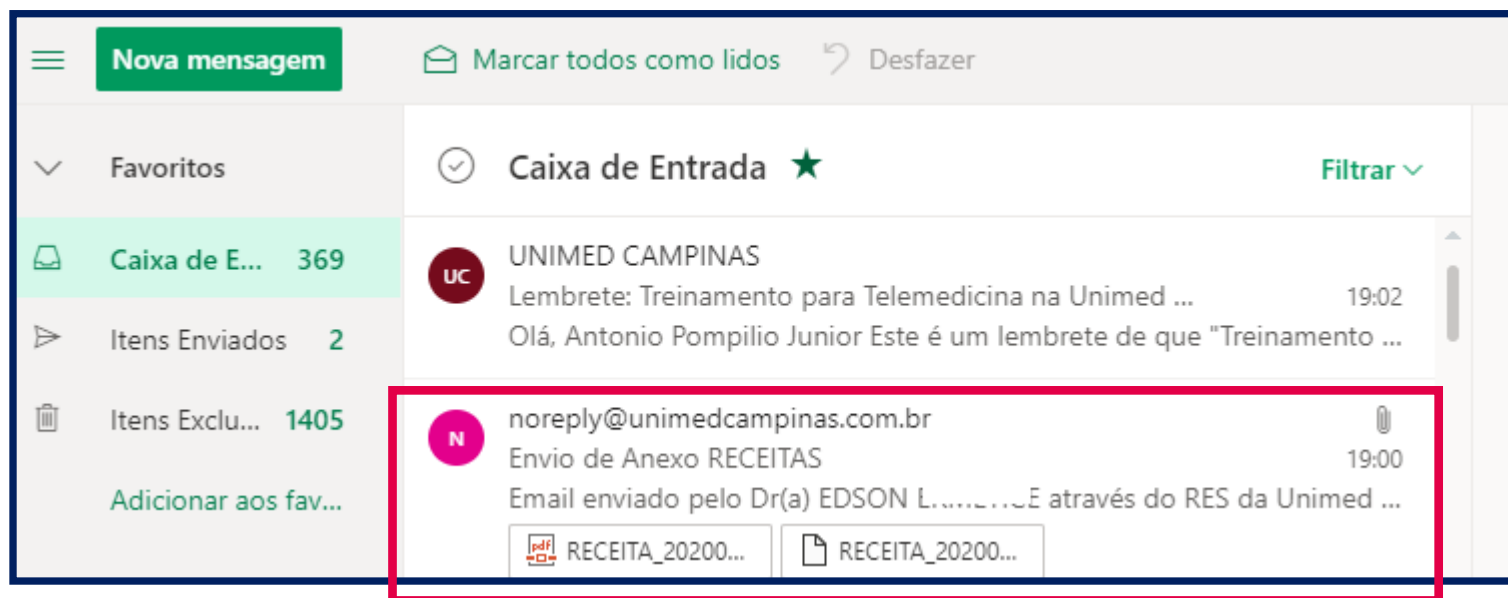 Nova mensagem
Marcar todos como lidos
Desfazer
Favoritos
Caixa de E... 369
Itens Enviados 2
Itens Exclu... 1405
Adicionar aos fav...
Caixa de Entrada
Filtrar
UC
UNIMED CAMPINAS
Lembrete: Treinamento para Telemedicina na Unimed ... 19:02
Olá, Antonio Pompilio Junior Este é um lembrete de que "Treinamento ...
N
noreply@unimedcampinas.com.br
Envio de Anexo RECEITAS 19:00
Email enviado pelo Dr(a) EDSON através do RES da Unimed ...
pdf RECEITA_20200...
RECEITA_20200...